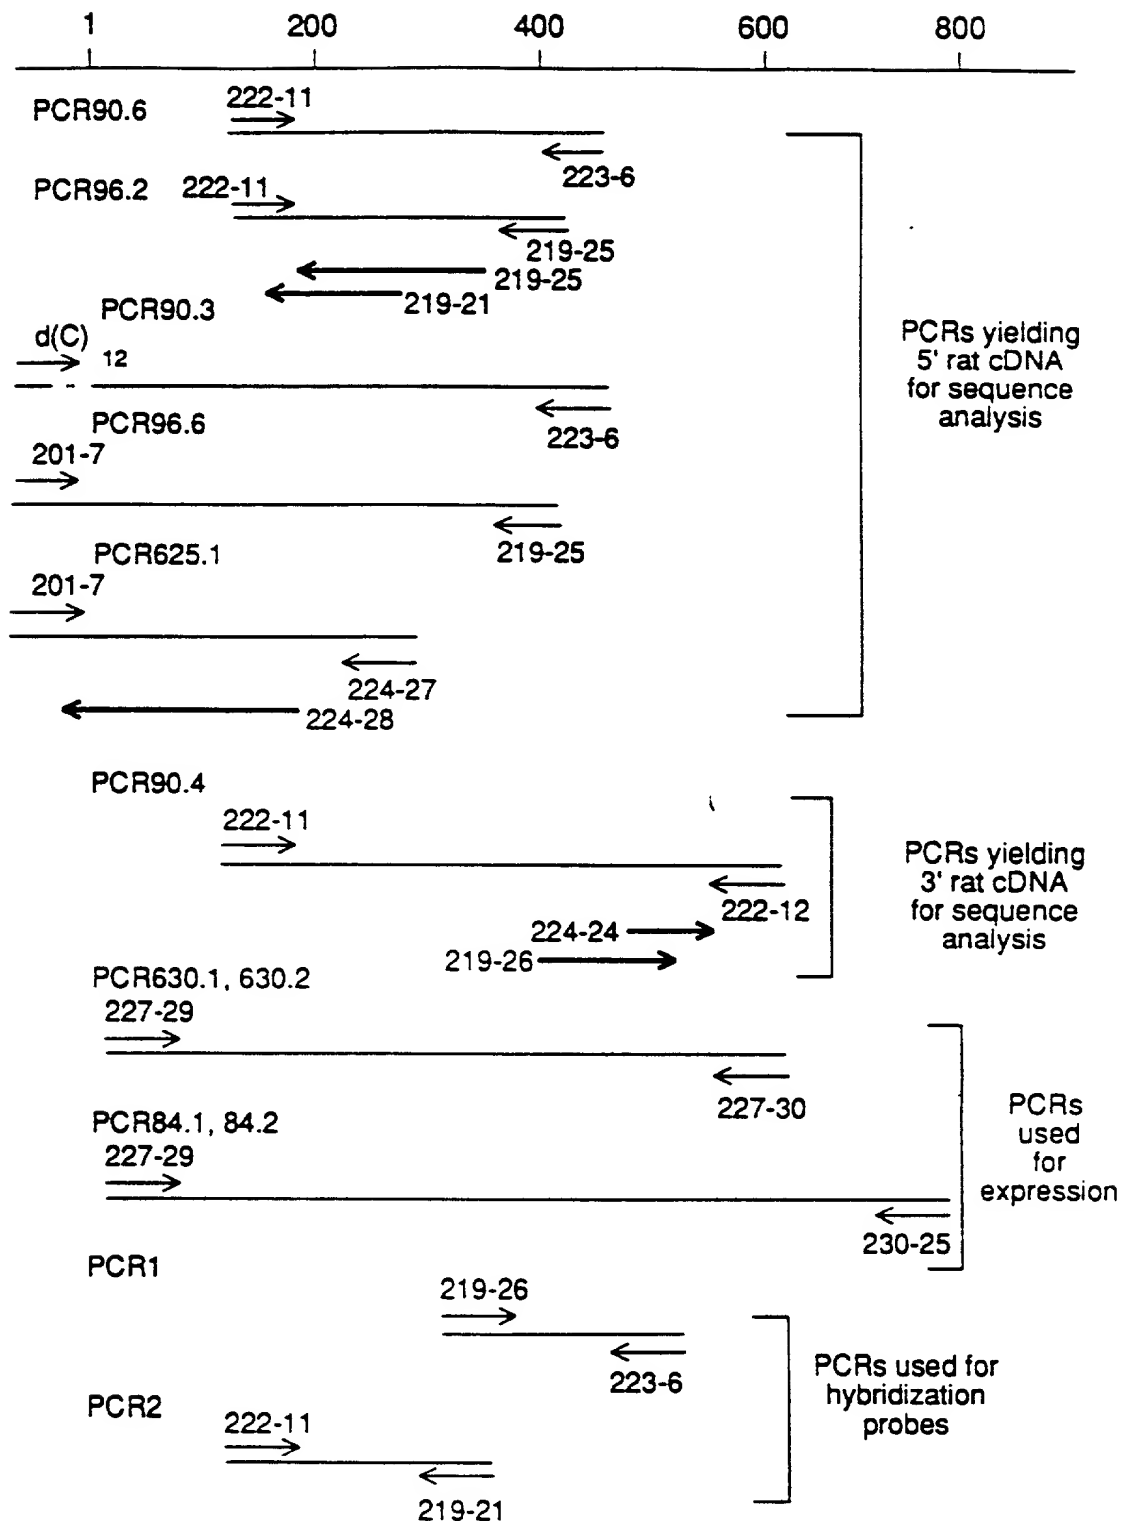 1 200 400 600 800
PCR90.6
222-11
223-6
PCR96.2
222-11
219-25
219-25
219-21
PCR90.3
d(C)
12
223-6
PCR96.6
201-7
219-25
PCR625.1
201-7
224-27
224-28
PCRs yielding
5' rat cDNA
for sequence
analysis
PCR90.4
222-11
222-12
224-24
219-26
PCRs yielding
3' rat cDNA
for sequence
analysis
PCR630.1, 630.2
227-29
227-30
PCR84.1, 84.2
227-29
230-25
PCRs
used
for
expression
PCR1
219-26
223-6
PCR2
222-11
219-21
PCRs used for
hybridization
probes